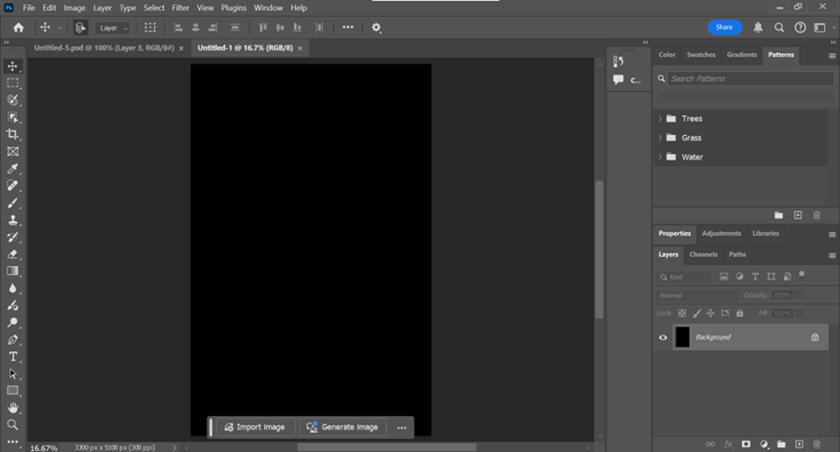 Ps File Edit Image Layer Type Select Filter View Plugins Window Help
Layer Share
Untitled-5.psd @ 100% (Layer 3, RGB/8#) × Untitled-1 @ 16.7% (RGB/8) ×
Color Swatches Gradients Patterns
C...
Search Patterns
Trees
Grass
Water
Properties Adjustments Libraries
Layers Channels Paths
Kind
Normal Opacity: 100%
Lock: Fill: 100%
Background
Import image Generate image ...
16.67% 3300 px x 5100 px (300 ppi)